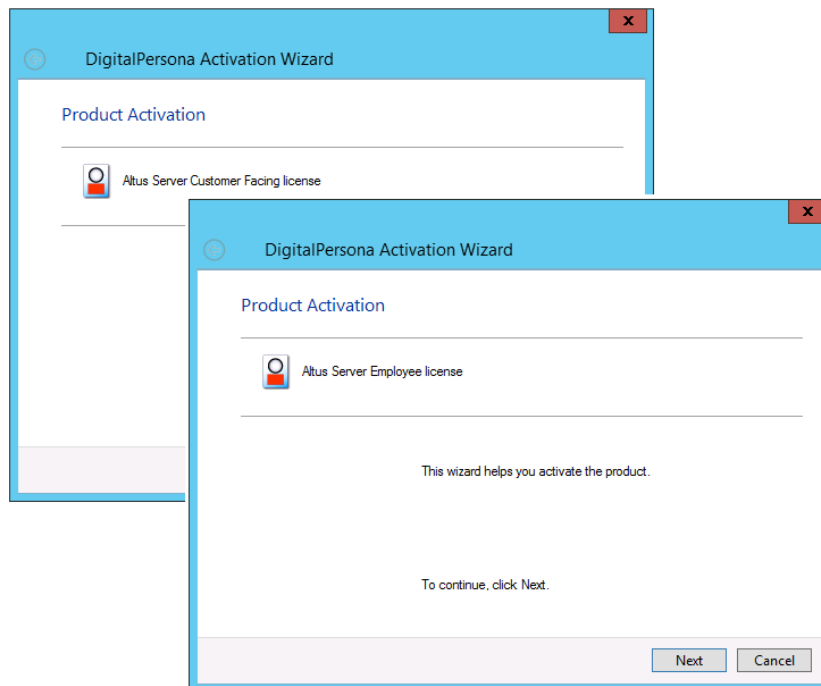 x
DigitalPersona Activation Wizard
Product Activation
Altus Server Customer Facing license
x
DigitalPersona Activation Wizard
Product Activation
Altus Server Employee license
This wizard helps you activate the product.
To continue, click Next.
Next Cancel